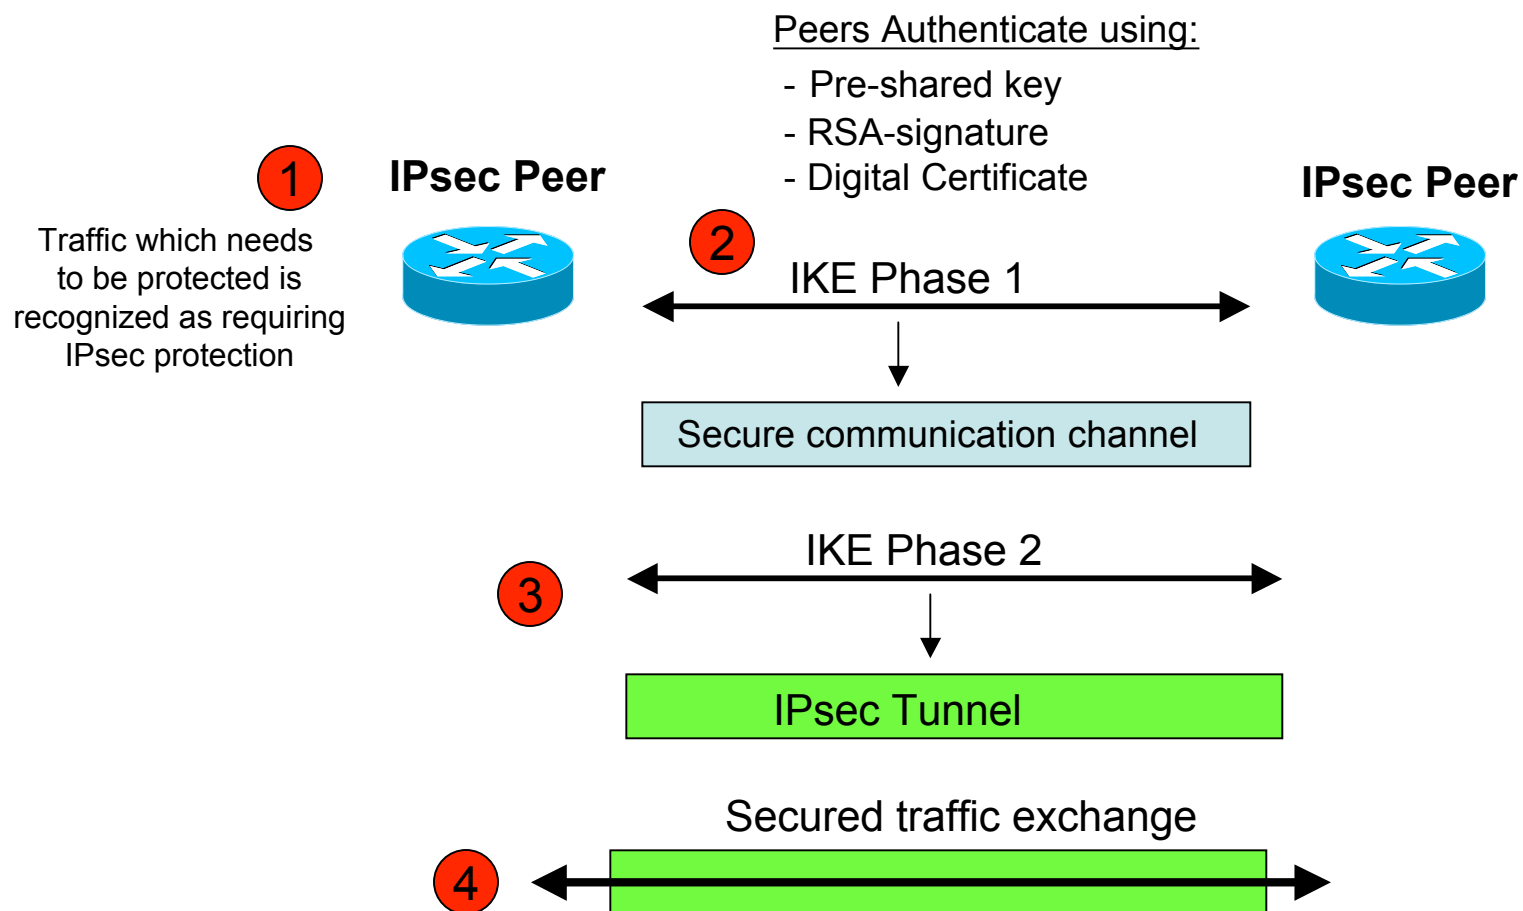 Peers Authenticate using:
- Pre-shared key
- RSA-signature
- Digital Certificate
1
IPsec Peer
IPsec Peer
Traffic which needs
to be protected is
recognized as requiring
IPsec protection
2
IKE Phase 1
Secure communication channel
IKE Phase 2
3
IPsec Tunnel
Secured traffic exchange
4